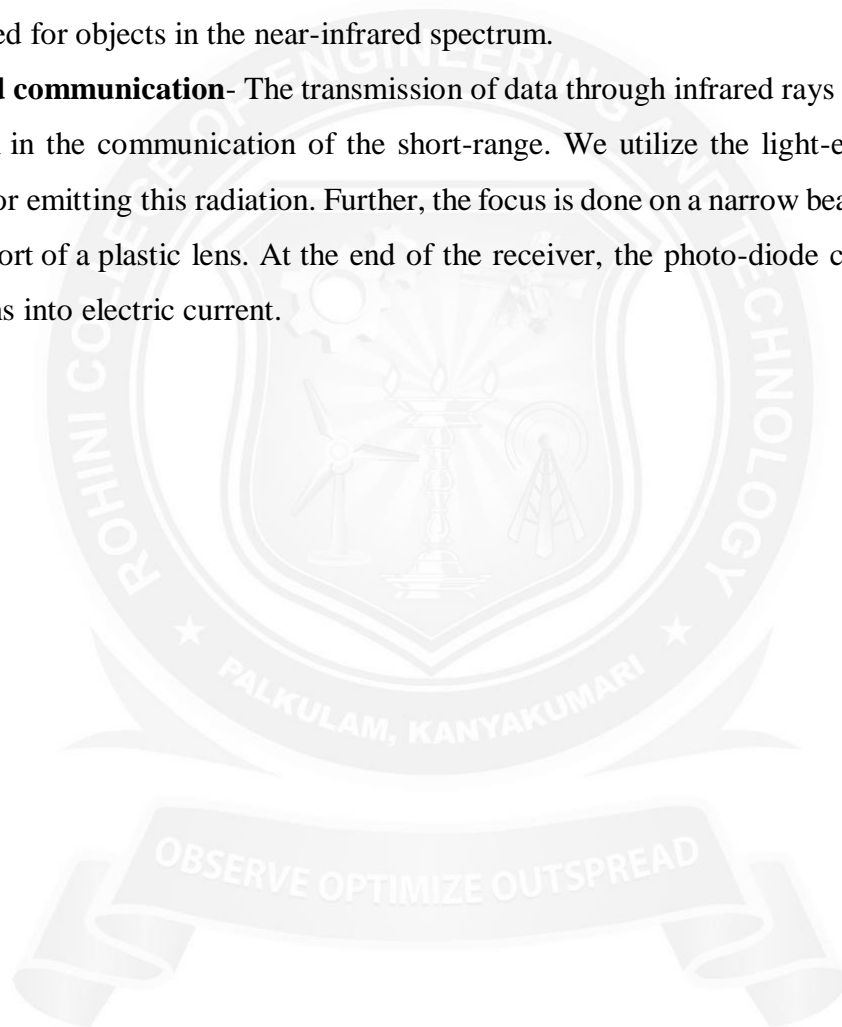 ed for objects in the near-infrared spectrum.
communication- The transmission of data through infrared rays
in the communication of the short-range. We utilize the light-e
or emitting this radiation. Further, the focus is done on a narrow bea
ort of a plastic lens. At the end of the receiver, the photo-diode c
s into electric current.
ROHINI COLLEGE OF ENGINEERING AND TECHNOLOGY
PALKULAM, KANYAKUMARI
OBSERVE OPTIMIZE OUTSPREAD